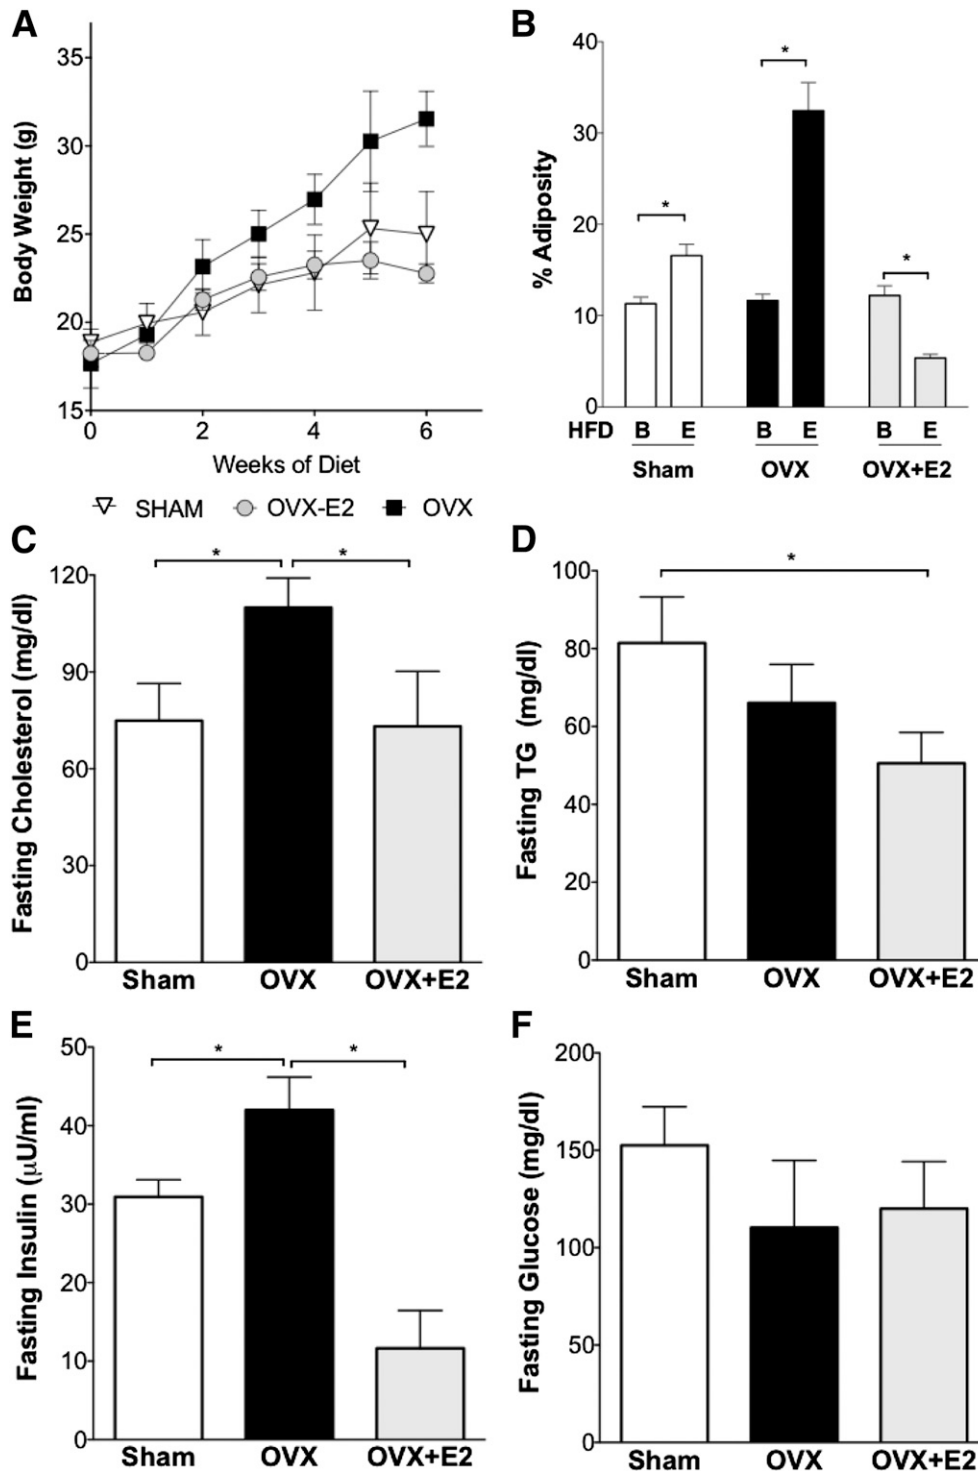 A
Body Weight (g)
35
30
25
20
15
0 2 4 6
Weeks of Diet
SHAM OVX-E2 OVX
B
% Adiposity
40
30
20
10
0
* * *
HFD B E B E B E
Sham OVX OVX+E2
C
Fasting Cholesterol (mg/dl)
120
90
60
30
0
* *
Sham OVX OVX+E2
D
Fasting TG (mg/dl)
100
80
60
40
20
0
*
Sham OVX OVX+E2
E
Fasting Insulin (μU/ml)
50
40
30
20
10
0
* *
Sham OVX OVX+E2
F
Fasting Glucose (mg/dl)
200
150
100
50
0
Sham OVX OVX+E2